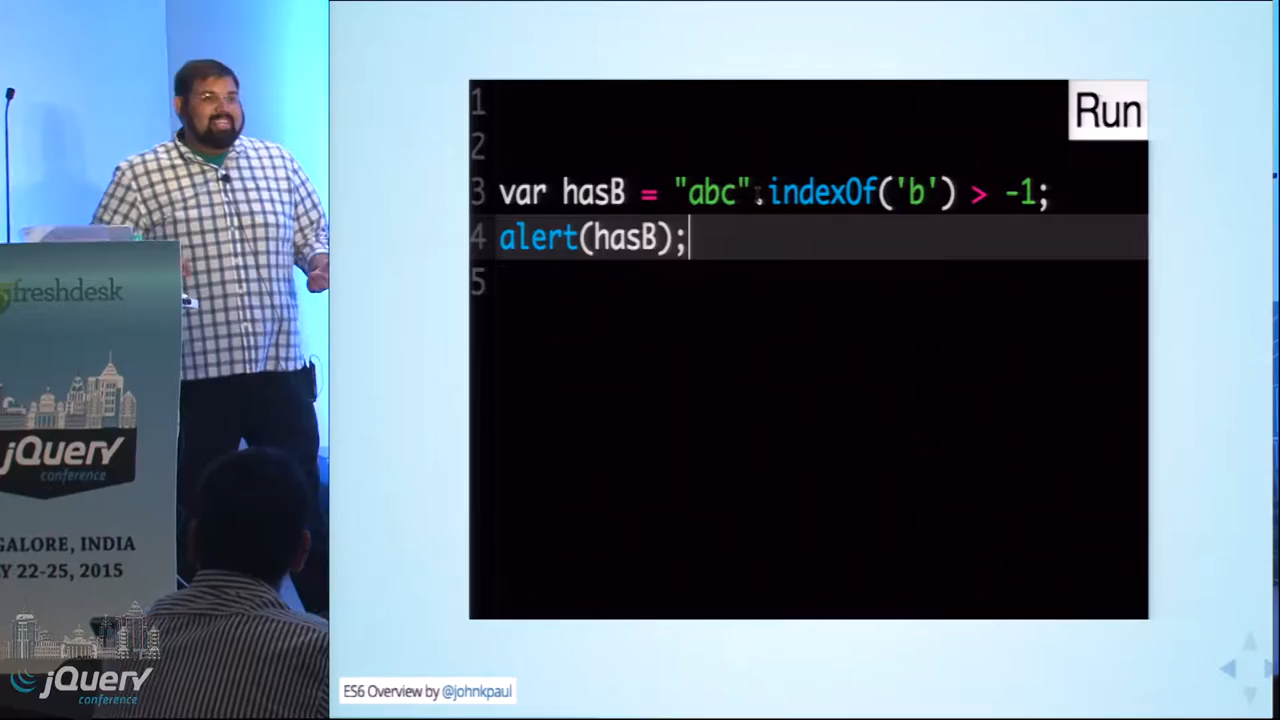 freshdesk
jQuery
conference
GALORE, INDIA
Y 22-25, 2015
jQuery
conference
Run
1
2
3 var hasB = "abc".indexOf('b') > -1;
4 alert(hasB);
5
ES6 Overview by @johnkpaul